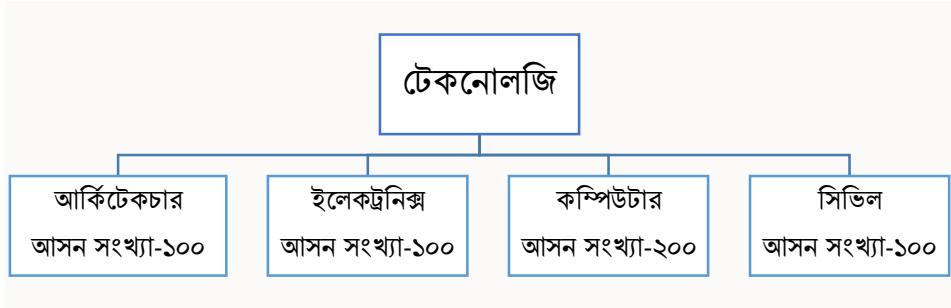 টেকনোলজি
আর্কিটেকচার
আসন সংখ্যা-১০০
ইলেকট্রনিক্স
আসন সংখ্যা-১০০
কম্পিউটার
আসন সংখ্যা-২০০
সিভিল
আসন সংখ্যা-১০০